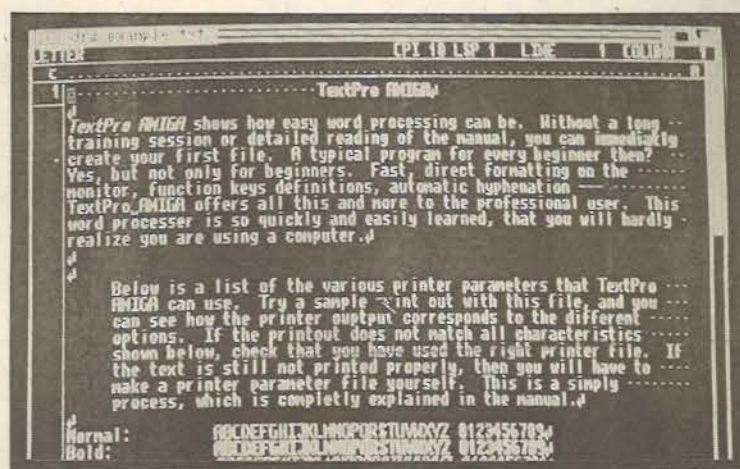 example.txt
LETTER CPI 10 LSP 1 LINE 1 COLUMN 1
C R
1 TextPro AMIGA
TextPro AMIGA shows how easy word processing can be. Without a long
training session or detailed reading of the manual, you can immediatly
create your first file. A typical program for every beginner then?
Yes, but not only for beginners. Fast, direct formatting on the
monitor, function keys definitions, automatic hyphenation —
TextPro AMIGA offers all this and more to the professional user. This
word processer is so quickly and easily learned, that you will hardly
realize you are using a computer.
Below is a list of the various printer parameters that TextPro
AMIGA can use. Try a sample print out with this file, and you
can see how the printer ouptput corresponds to the different
options. If the printout does not match all characteristics
shown below, check that you have used the right printer file. If
the text is still not printed properly, then you will have to
make a printer parameter file yourself. This is a simply
process, which is completly explained in the manual.
Normal: ABCDEFGHIJKLMNOPQRSTUVWXYZ 0123456789
Bold: